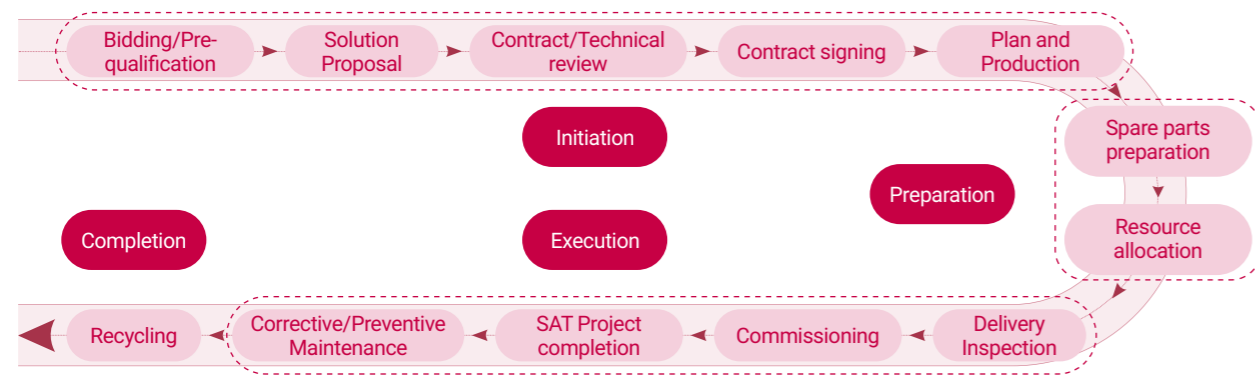 Bidding/Pre-
qualification
Solution
Proposal
Contract/Technical
review
Contract signing
Plan and
Production
Initiation
Spare parts
preparation
Preparation
Completion
Execution
Resource
allocation
Recycling
Corrective/Preventive
Maintenance
SAT Project
completion
Commissioning
Delivery
Inspection